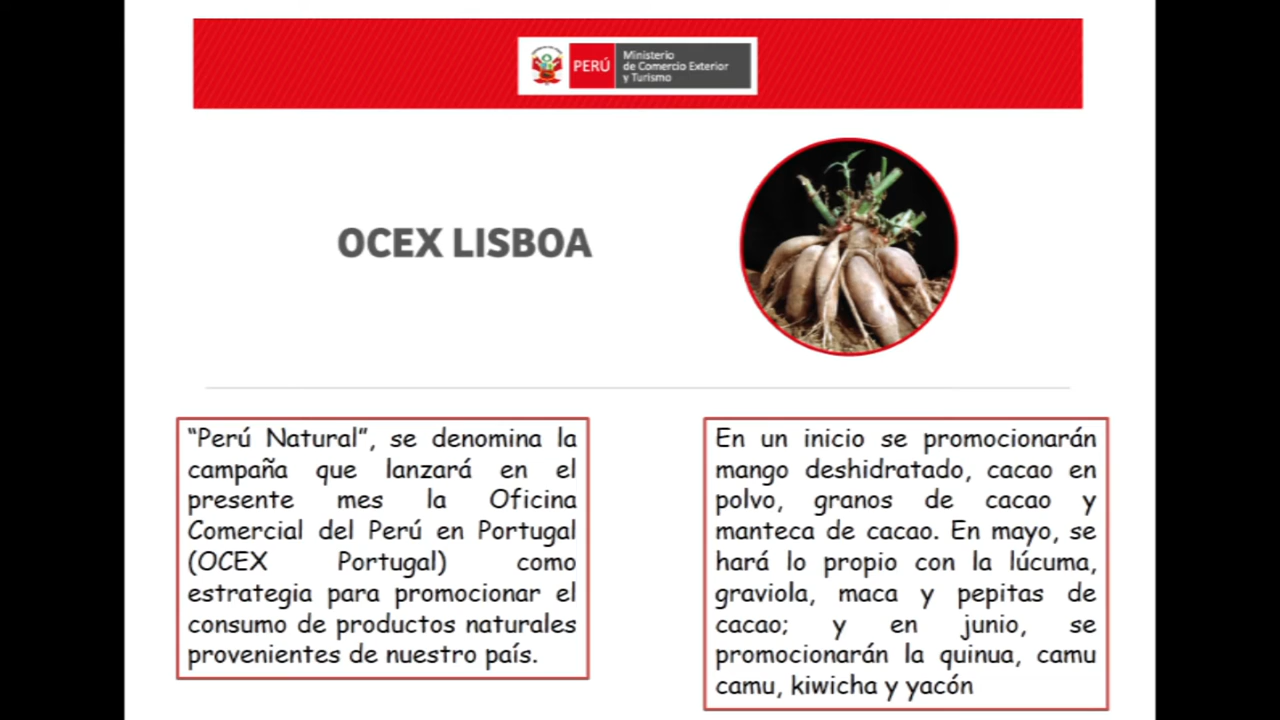 PERÚ
Ministerio
de Comercio Exterior
y Turismo
OCEX LISBOA
“Perú Natural”, se denomina la
campaña que lanzará en el
presente mes la Oficina
Comercial del Perú en Portugal
(OCEX Portugal) como
estrategia para promocionar el
consumo de productos naturales
provenientes de nuestro país.
En un inicio se promocionarán
mango deshidratado, cacao en
polvo, granos de cacao y
manteca de cacao. En mayo, se
hará lo propio con la lúcuma,
graviola, maca y pepitas de
cacao; y en junio, se
promocionarán la quinua, camu
camu, kiwicha y yacón